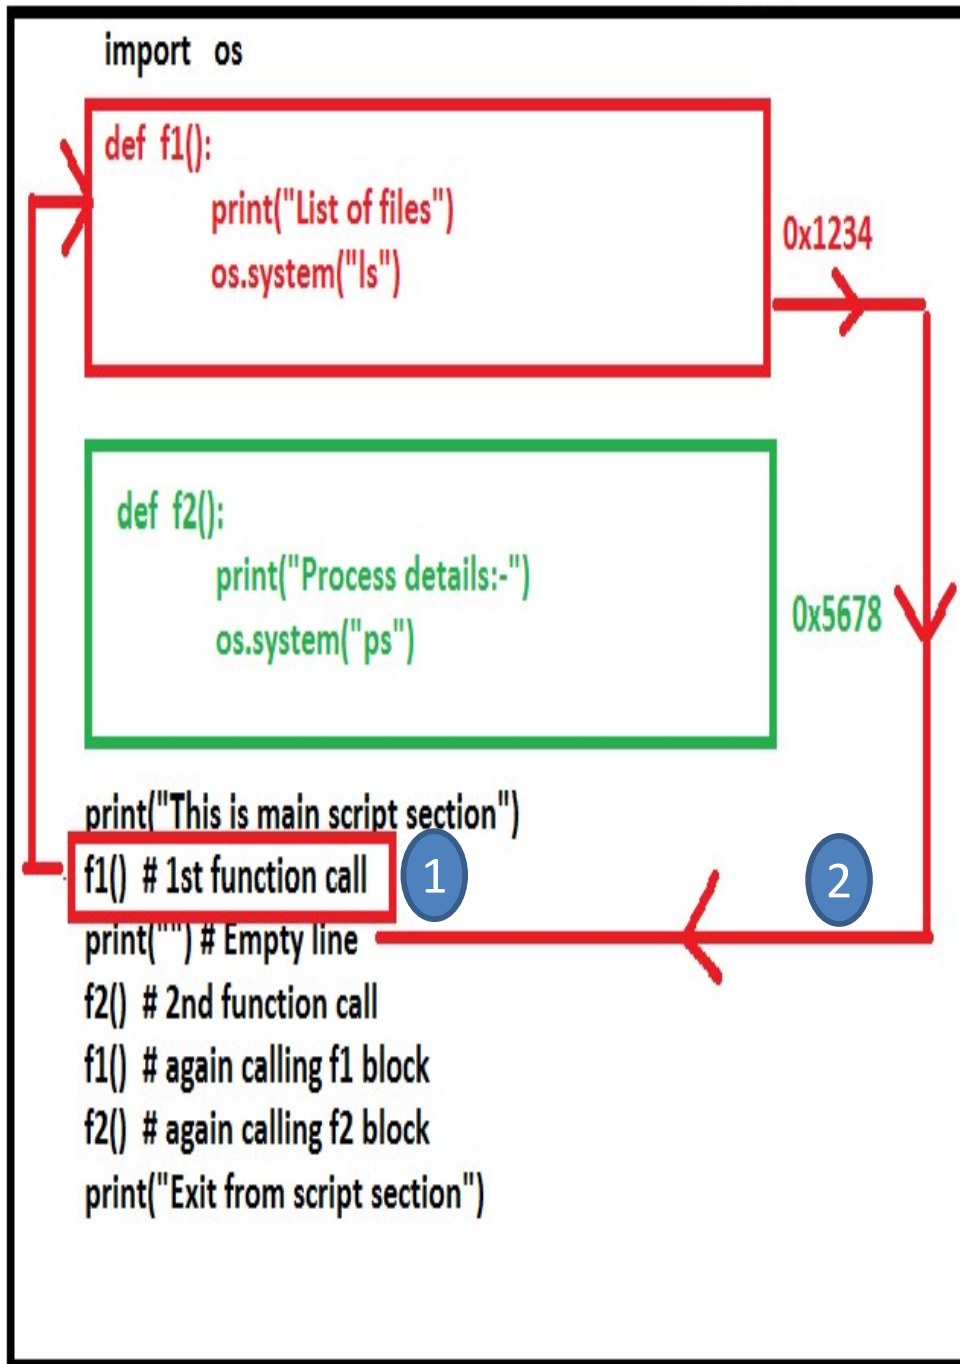 import os
def f1():
print("List of files")
os.system("ls")
0x1234
def f2():
print("Process details:-")
os.system("ps")
0x5678
print("This is main script section")
f1() # 1st function call
1
2
print("") # Empty line
f2() # 2nd function call
f1() # again calling f1 block
f2() # again calling f2 block
print("Exit from script section")